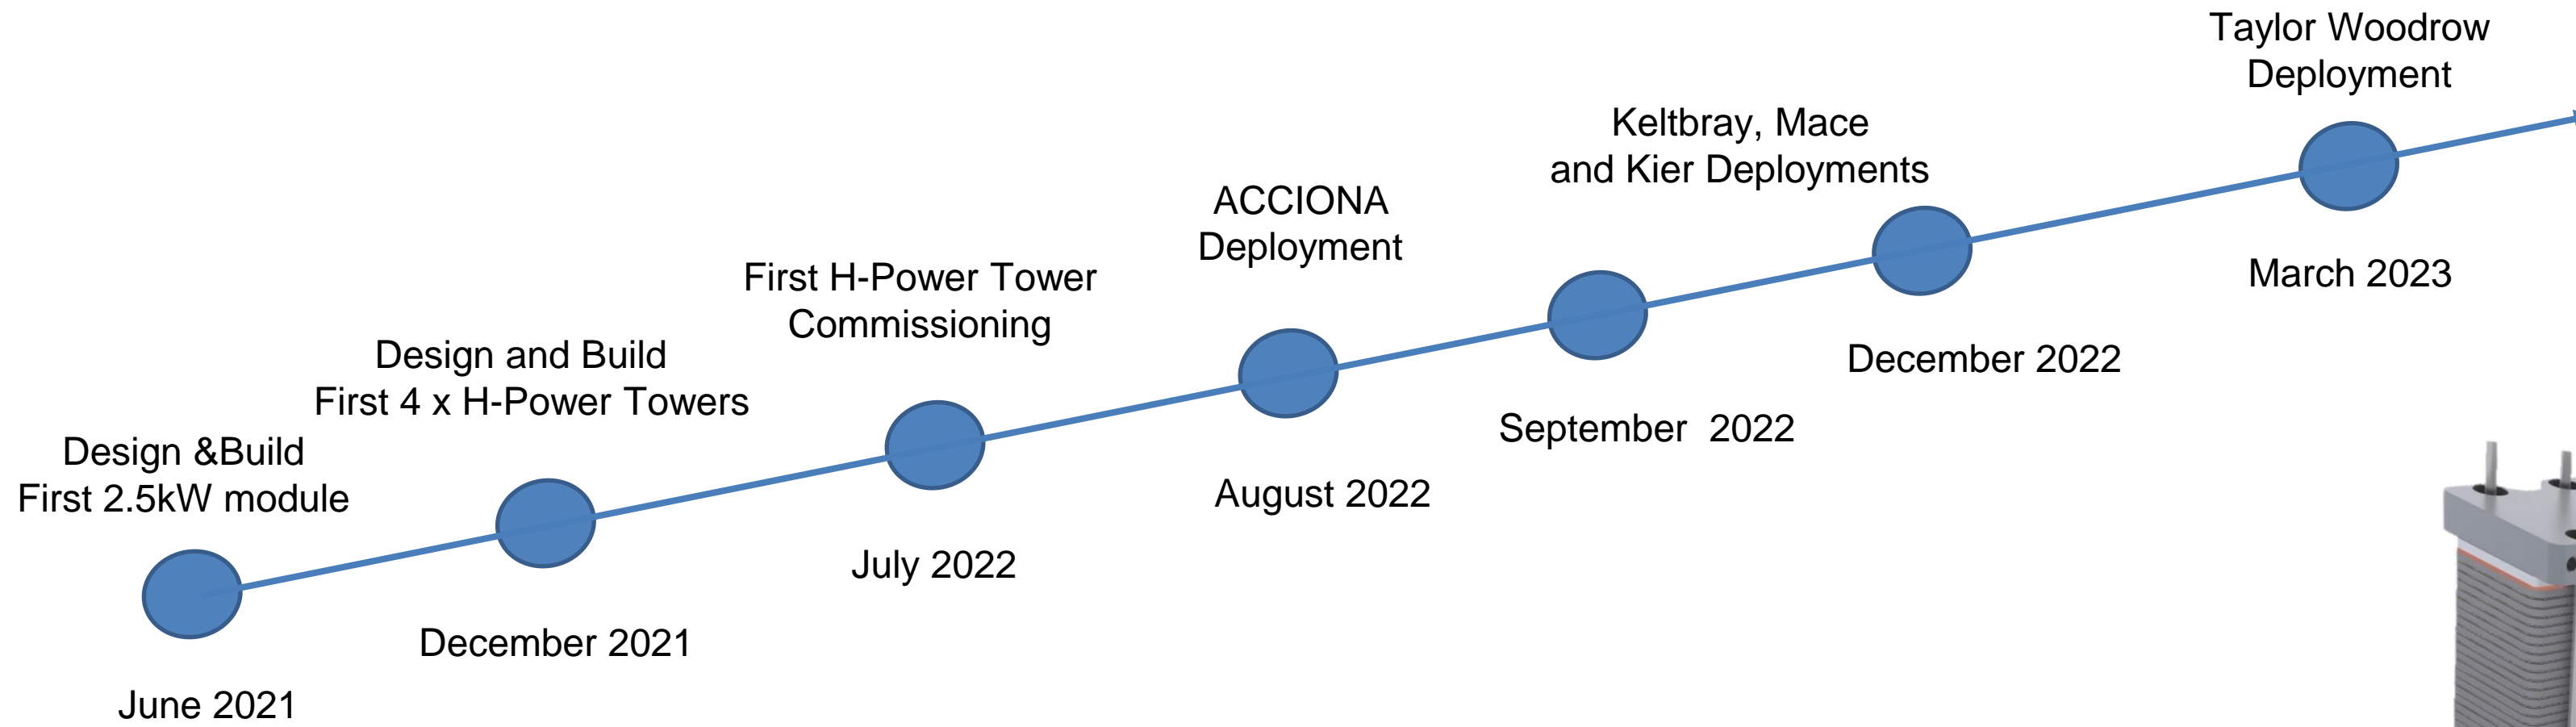 Design &Build
First 2.5kW module
June 2021
Design and Build
First 4 x H-Power Towers
December 2021
First H-Power Tower
Commissioning
July 2022
ACCIONA
Deployment
August 2022
Keltbray, Mace
and Kier Deployments
September  2022
December 2022
Taylor Woodrow
Deployment
March 2023